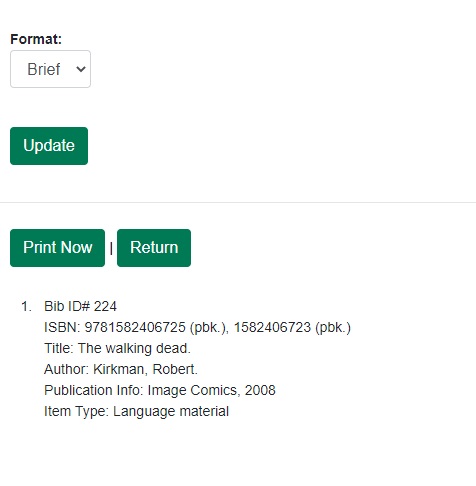 Format:
Brief
Update
Print Now | Return
1. Bib ID# 224
ISBN: 9781582406725 (pbk.), 1582406723 (pbk.)
Title: The walking dead.
Author: Kirkman, Robert.
Publication Info: Image Comics, 2008
Item Type: Language material